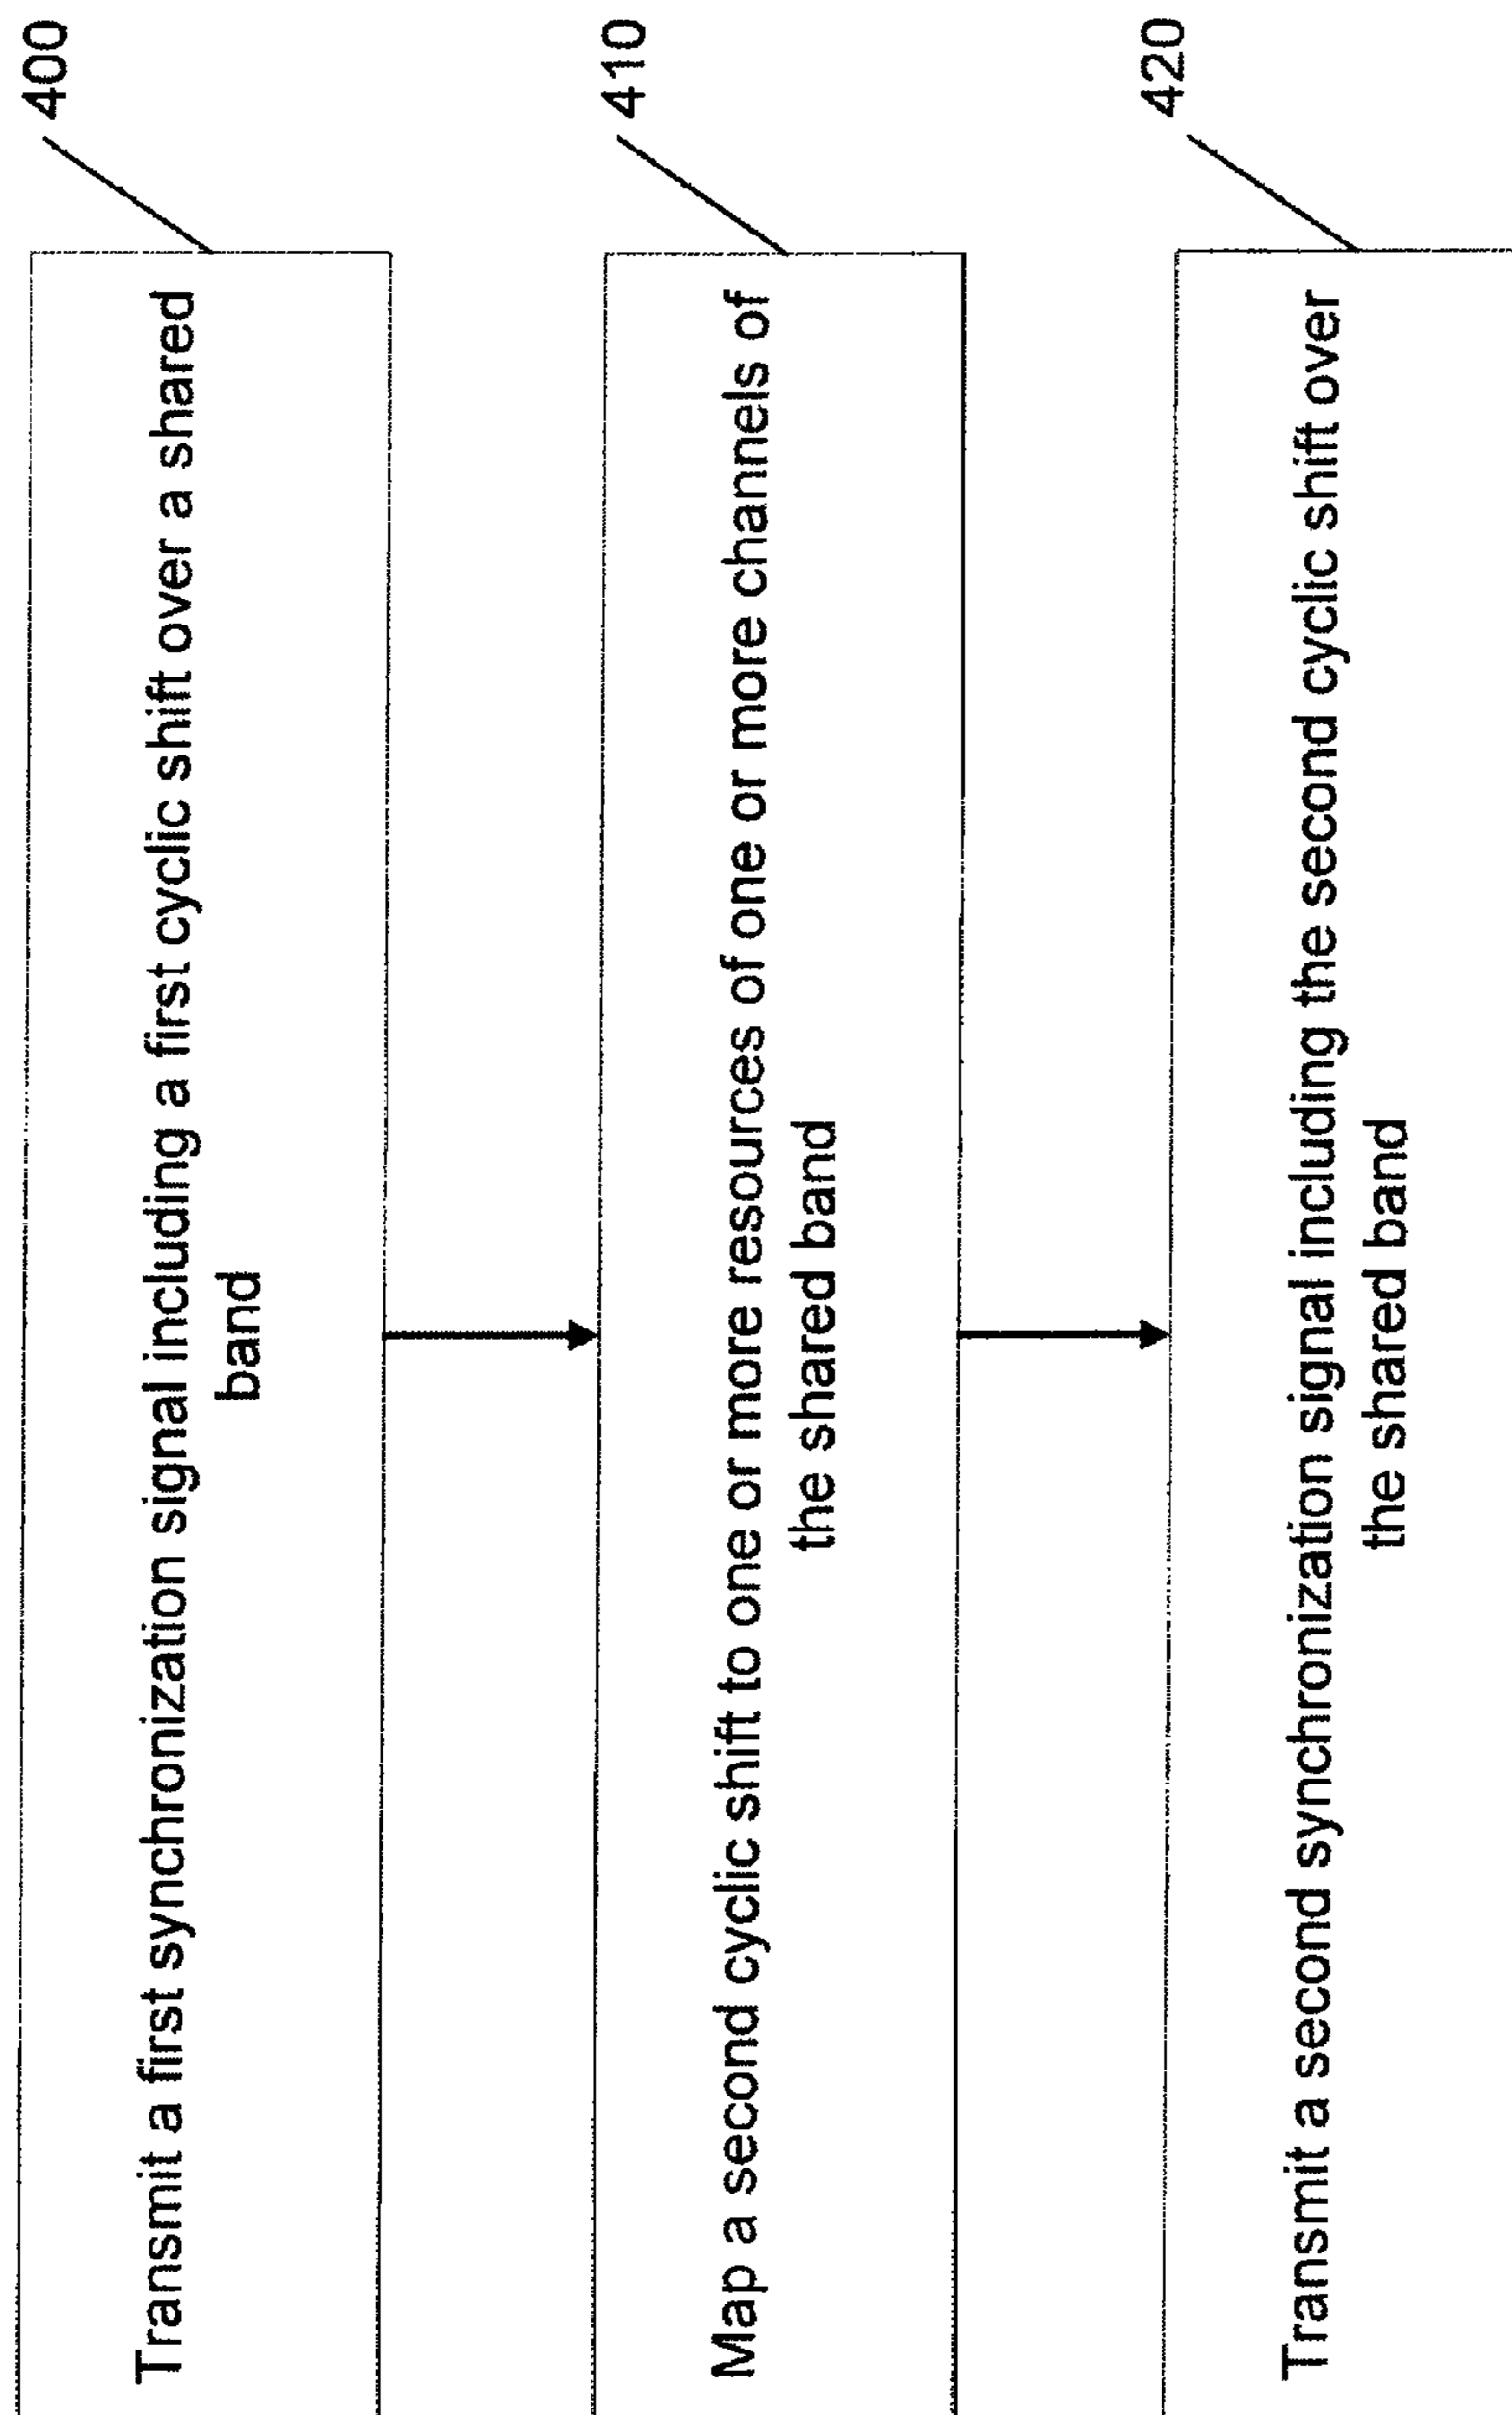 400
Transmit a first synchronization signal including a first cyclic shift over a shared
band
410
Map a second cyclic shift to one or more resources of one or more channels of
the shared band
420
Transmit a second synchronization signal including the second cyclic shift over
the shared band